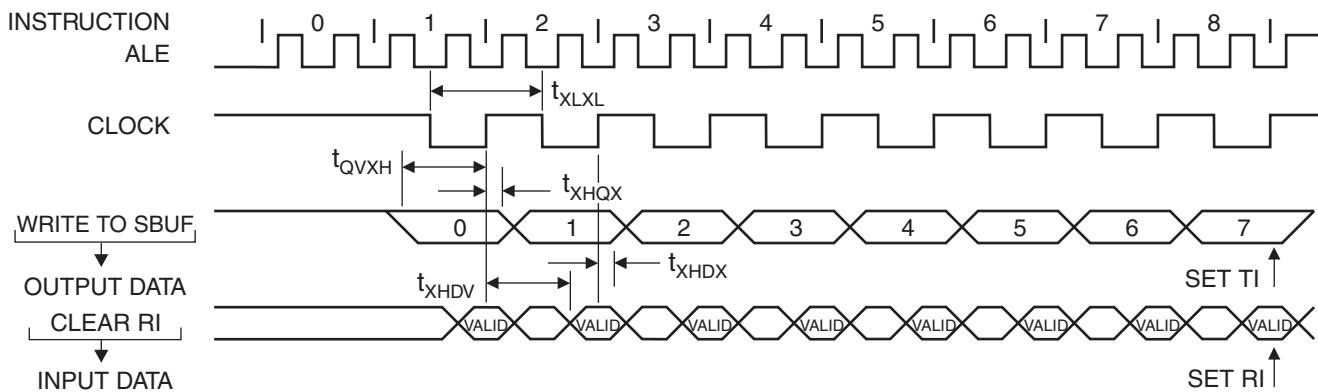 INSTRUCTION 0 1 2 3 4 5 6 7 8
ALE
tXLXL
CLOCK
tQVXH
tXHQX
WRITE TO SBUF 0 1 2 3 4 5 6 7
tXHDX
tXHDV
SET TI
OUTPUT DATA
CLEAR RI VALID VALID VALID VALID VALID VALID VALID VALID
INPUT DATA SET RI